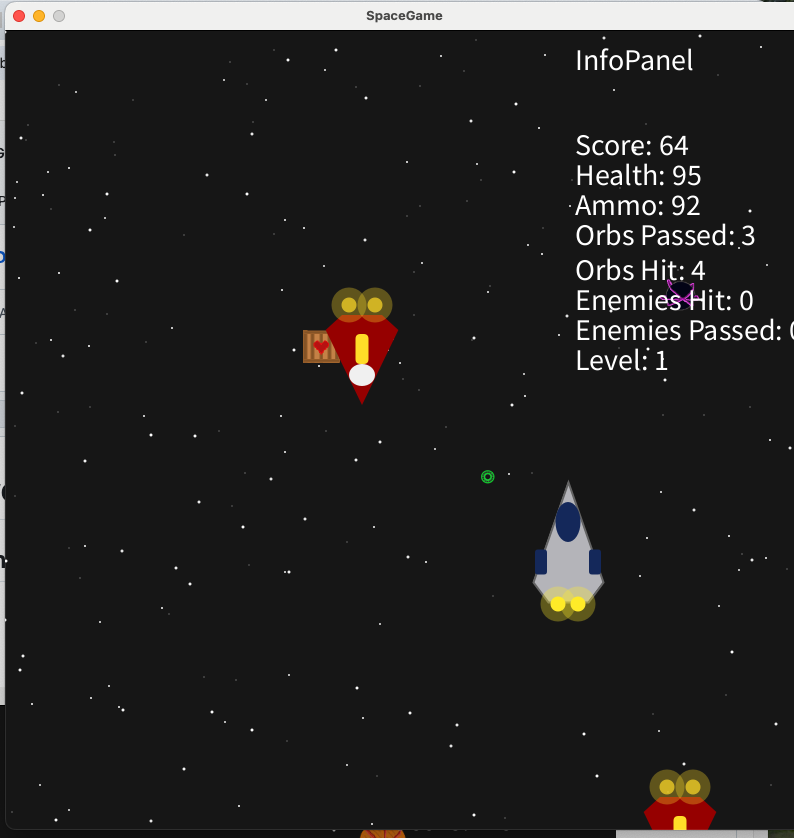 SpaceGame
InfoPanel
Score: 64
Health: 95
Ammo: 92
Orbs Passed: 3
Orbs Hit: 4
Enemies Hit: 0
Enemies Passed:
Level: 1